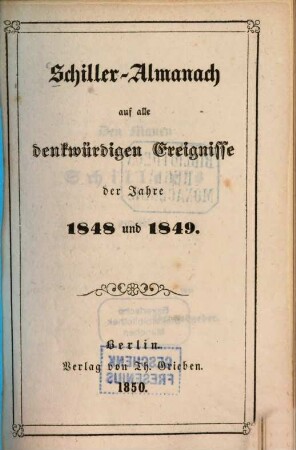 Schiller-Almanach
auf alle
denkwürdigen Ereignisse
der Jahre
1848 und 1849.
Berlin.
Verlag von Th. Grieben.
1850.